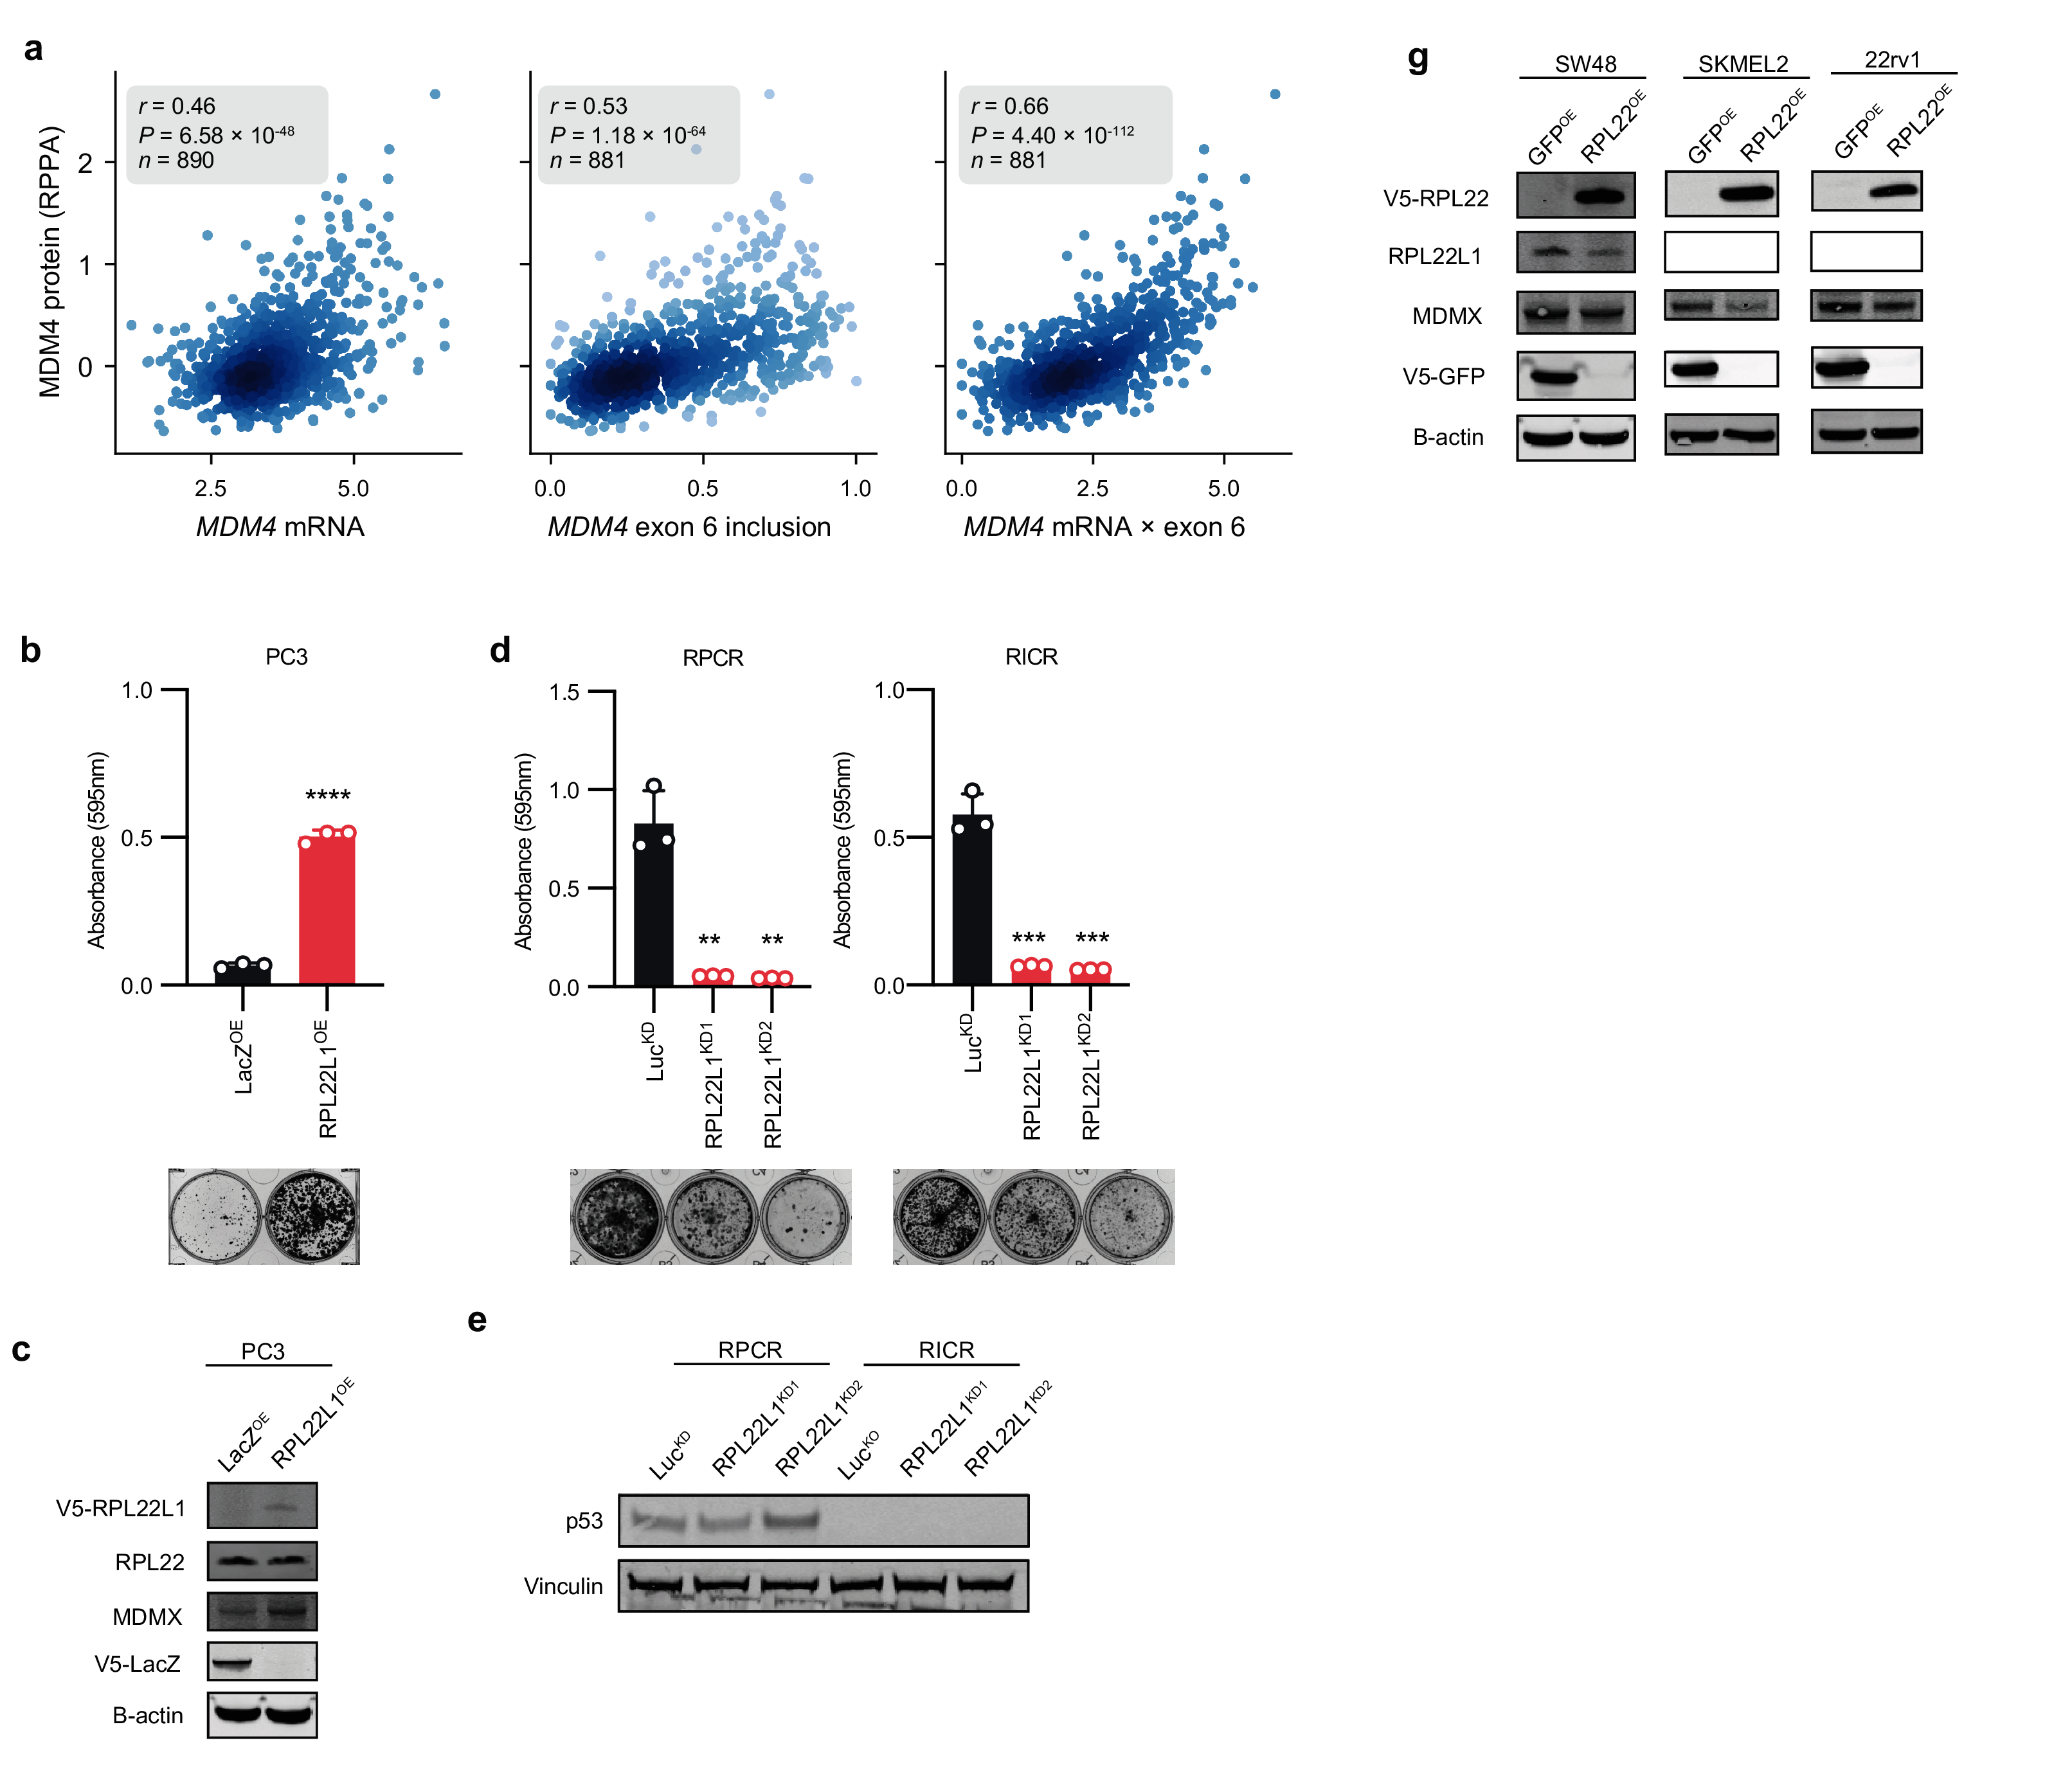 a
MDM4 protein (RPPA)
2
1
0
r = 0.46
P = 6.58 × 10-48
n = 890
2.5 5.0
MDM4 mRNA
r = 0.53
P = 1.18 × 10-64
n = 881
0.0 0.5 1.0
MDM4 exon 6 inclusion
r = 0.66
P = 4.40 × 10-112
n = 881
0.0 2.5 5.0
MDM4 mRNA × exon 6
g
SW48 SKMEL2 22rv1
GFPOE RPL22OE GFPOE RPL22OE GFPOE RPL22OE
V5-RPL22
RPL22L1
MDMX
V5-GFP
B-actin
b
PC3
Absorbance (595nm)
1.0
0.5
0.0
****
LacZOE
RPL22L1OE
d
RPCR
Absorbance (595nm)
1.5
1.0
0.5
0.0
** **
LucKD
RPL22L1KD1
RPL22L1KD2
RICR
Absorbance (595nm)
1.0
0.5
0.0
*** ***
LucKD
RPL22L1KD1
RPL22L1KD2
c
PC3
LacZOE RPL22L1OE
V5-RPL22L1
RPL22
MDMX
V5-LacZ
B-actin
e
RPCR RICR
LucKD RPL22L1KD1 RPL22L1KD2 LucKO RPL22L1KD1 RPL22L1KD2
p53
Vinculin